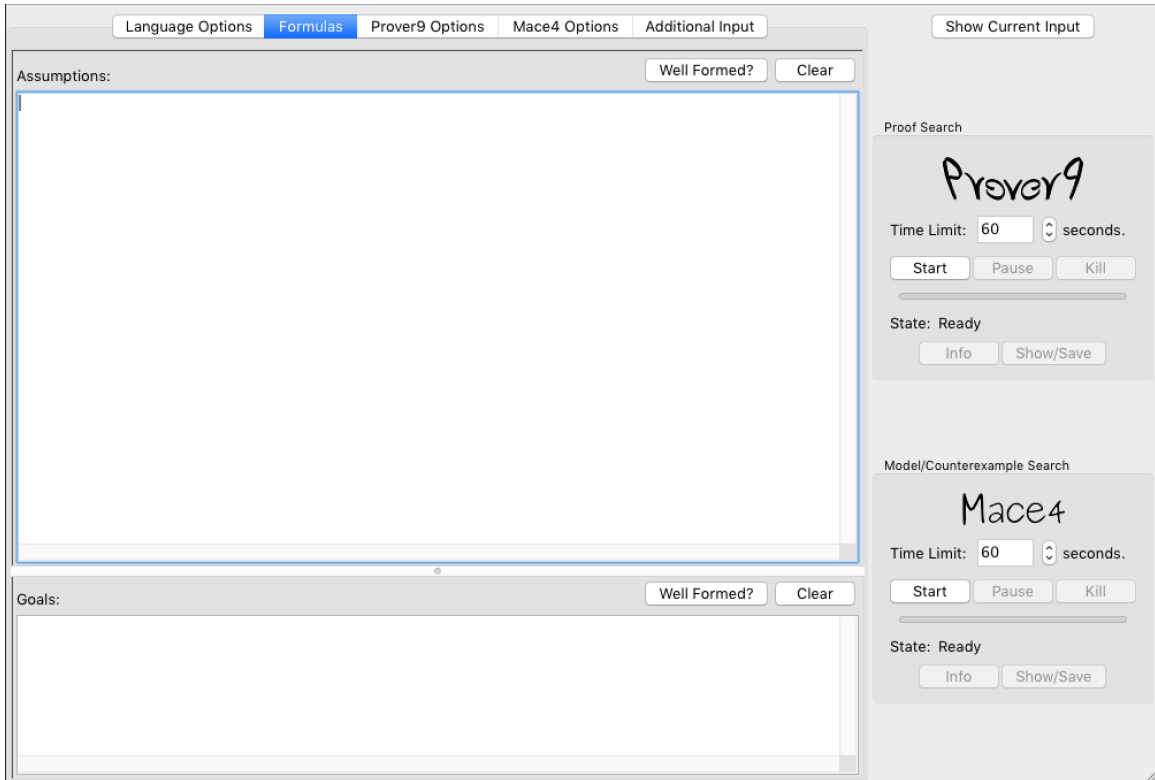 Language Options Formulas Prover9 Options Mace4 Options Additional Input Show Current Input
Assumptions: Well Formed? Clear
Proof Search
Prover9
Time Limit: 60 seconds.
Start Pause Kill
State: Ready
Info Show/Save
Model/Counterexample Search
Mace4
Time Limit: 60 seconds.
Goals: Well Formed? Clear
Start Pause Kill
State: Ready
Info Show/Save